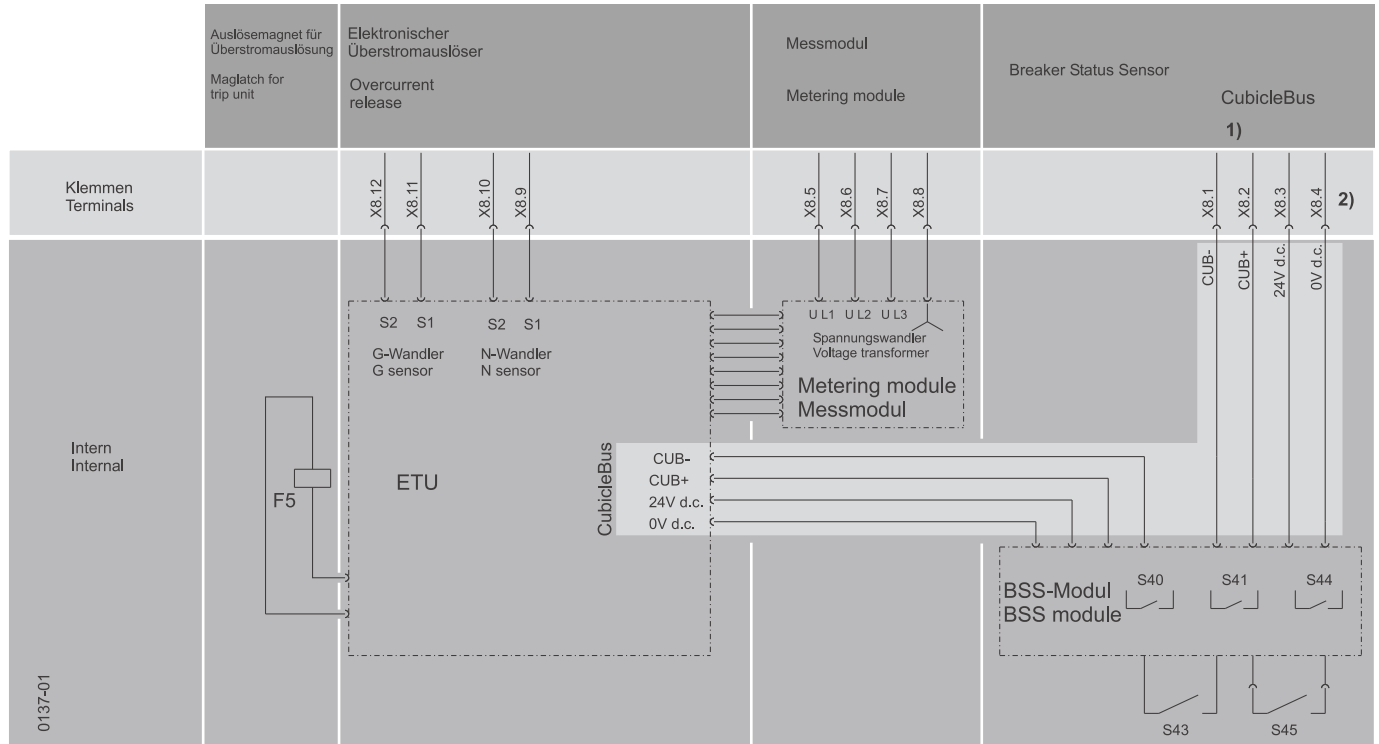 Auslösemagnet für
Überstromauslösung
Maglatch for
trip unit
Elektronischer
Überstromauslöser
Overcurrent
release
Messmodul
Metering module
Breaker Status Sensor
CubicleBus
1)
Klemmen
Terminals
X8.12
X8.11
X8.10
X8.9
X8.5
X8.6
X8.7
X8.8
X8.1
X8.2
X8.3
X8.4
2)
CUB-
CUB+
24V d.c.
0V d.c.
S2 S1
G-Wandler
G sensor
S2 S1
N-Wandler
N sensor
U L1 U L2 U L3
Spannungswandler
Voltage transformer
Metering module
Messmodul
Intern
Internal
F5
ETU
CubicleBus
CUB-
CUB+
24V d.c.
0V d.c.
BSS-Modul
BSS module
S40
S41
S44
S43
S45
0137-01